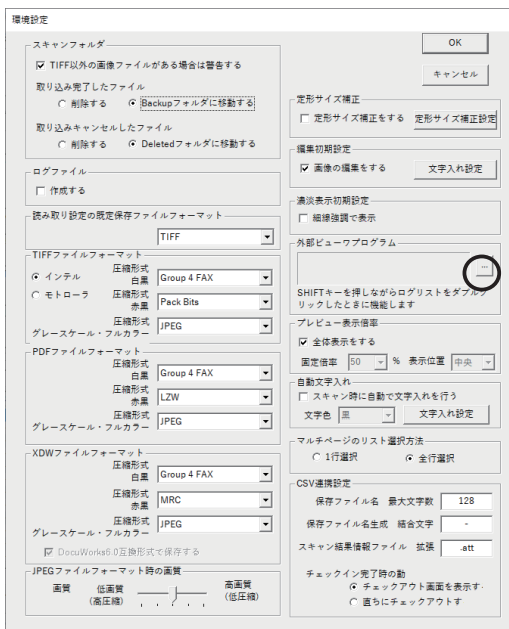 環境設定
スキャンフォルダ
TIFF以外の画像ファイルがある場合は警告する
取り込み完了したファイル
削除する Backupフォルダに移動する
取り込みキャンセルしたファイル
削除する Deletedフォルダに移動する
ログファイル
作成する
読み取り設定の既定保存ファイルフォーマット
TIFF
TIFFファイルフォーマット
インテル
モトローラ
圧縮形式
白黒 Group 4 FAX
圧縮形式
赤黒 Pack Bits
圧縮形式
グレースケール・フルカラー JPEG
PDFファイルフォーマット
圧縮形式
白黒 Group 4 FAX
圧縮形式
赤黒 LZW
圧縮形式
グレースケール・フルカラー JPEG
XDWファイルフォーマット
圧縮形式
白黒 Group 4 FAX
圧縮形式
赤黒 MRC
圧縮形式
グレースケール・フルカラー JPEG
DocuWorks6.0互換形式で保存する
JPEGファイルフォーマット時の画質
画質 低画質 高画質
(高圧縮) (低圧縮)
OK
キャンセル
定形サイズ補正
定形サイズ補正をする 定形サイズ補正設定
編集初期設定
画像の編集をする 文字入れ設定
濃淡表示初期設定
細線強調で表示
外部ビューワプログラム
...
SHIFTキーを押しながらログリストをダブルク
リックしたときに機能します
プレビュー表示倍率
全体表示をする
固定倍率 50 % 表示位置 中央
自動文字入れ
スキャン時に自動で文字入れを行う
文字色 黒 文字入れ設定
マルチページのリスト選択方法
1行選択 全行選択
CSV連携設定
保存ファイル名 最大文字数 128
保存ファイル名生成 結合文字 -
スキャン結果情報ファイル 拡張 .att
チェックイン完了時の動
チェックアウト画面を表示す
直ちにチェックアウトす